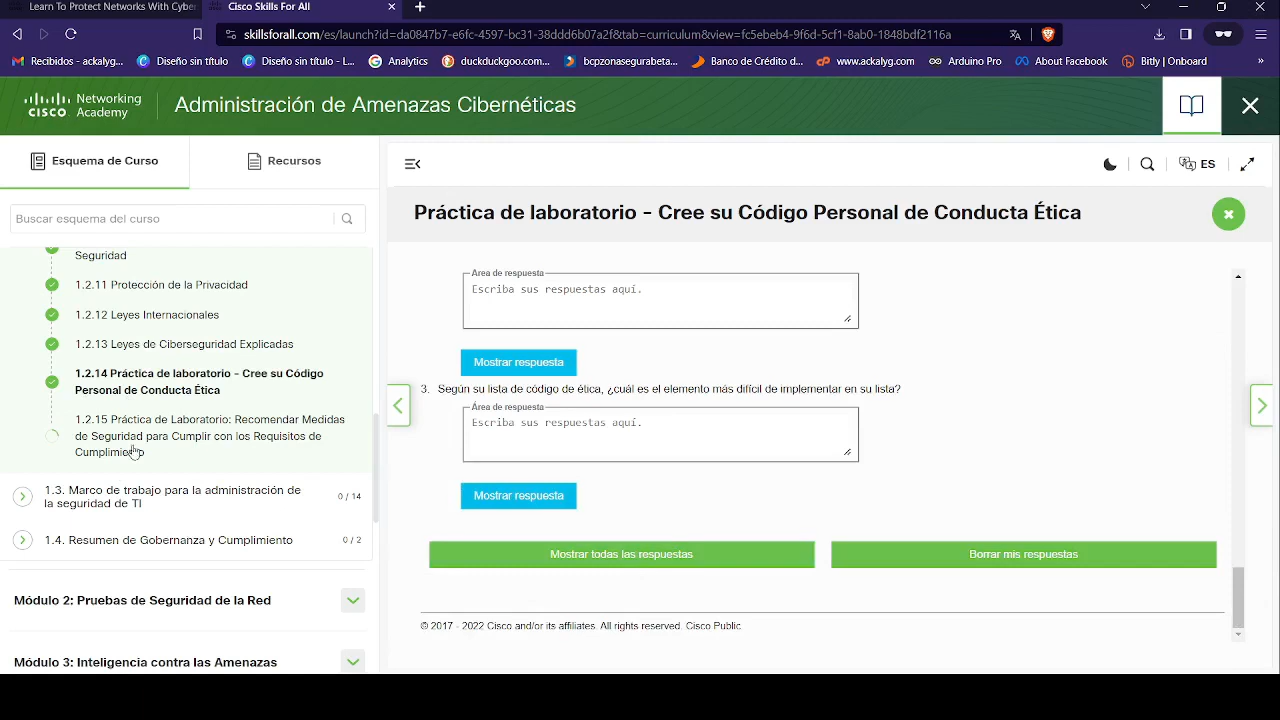 Learn To Protect Networks With Cyber
Cisco Skills For All
skillsforall.com/es/launch?id=da0847b7-e6fc-4597-bc31-38ddd6b07a2f&tab=curriculum&view=fc5ebeb4-9f6d-5cf1-8ab0-1848bdf2116a
Recibidos - ackalyg...
Diseño sin título
Diseño sin título - L...
Analytics
duckduckgoo.com...
bcpzonasegurabeta...
Banco de Crédito d...
www.ackalyg.com
Arduino Pro
About Facebook
Bitly | Onboard
»
cisco Networking Academy
Administración de Amenazas Cibernéticas
Esquema de Curso
Recursos
Buscar esquema del curso
Seguridad
1.2.11 Protección de la Privacidad
1.2.12 Leyes Internacionales
1.2.13 Leyes de Ciberseguridad Explicadas
1.2.14 Práctica de laboratorio - Cree su Código
Personal de Conducta Ética
1.2.15 Práctica de Laboratorio: Recomendar Medidas
de Seguridad para Cumplir con los Requisitos de
Cumplimiento
1.3. Marco de trabajo para la administración de
la seguridad de TI
0 / 14
1.4. Resumen de Gobernanza y Cumplimiento
0 / 2
Módulo 2: Pruebas de Seguridad de la Red
Módulo 3: Inteligencia contra las Amenazas
ES
Práctica de laboratorio - Cree su Código Personal de Conducta Ética
Área de respuesta
Escriba sus respuestas aquí.
Mostrar respuesta
3. Según su lista de código de ética, ¿cuál es el elemento más difícil de implementar en su lista?
Área de respuesta
Escriba sus respuestas aquí.
Mostrar respuesta
Mostrar todas las respuestas
Borrar mis respuestas
© 2017 - 2022 Cisco and/or its affiliates. All rights reserved. Cisco Public